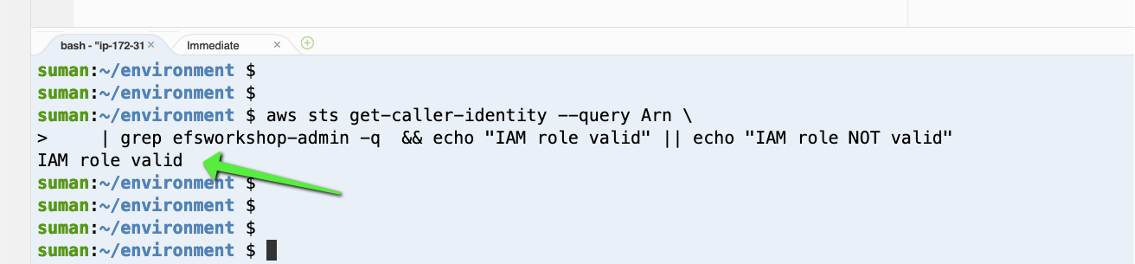 bash - "ip-172-31 × Immediate ×
suman:~/environment $
suman:~/environment $
suman:~/environment $ aws sts get-caller-identity --query Arn \
>     | grep efsworkshop-admin -q  && echo "IAM role valid" || echo "IAM role NOT valid"
IAM role valid
suman:~/environment $
suman:~/environment $
suman:~/environment $
suman:~/environment $